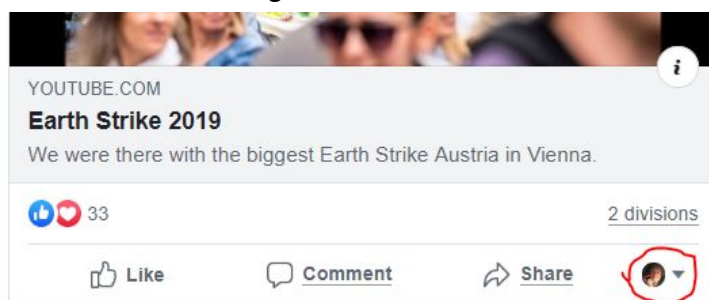 YOUTUBE.COM
i
Earth Strike 2019
We were there with the biggest Earth Strike Austria in Vienna.
33
2 divisions
Like
Comment
Share